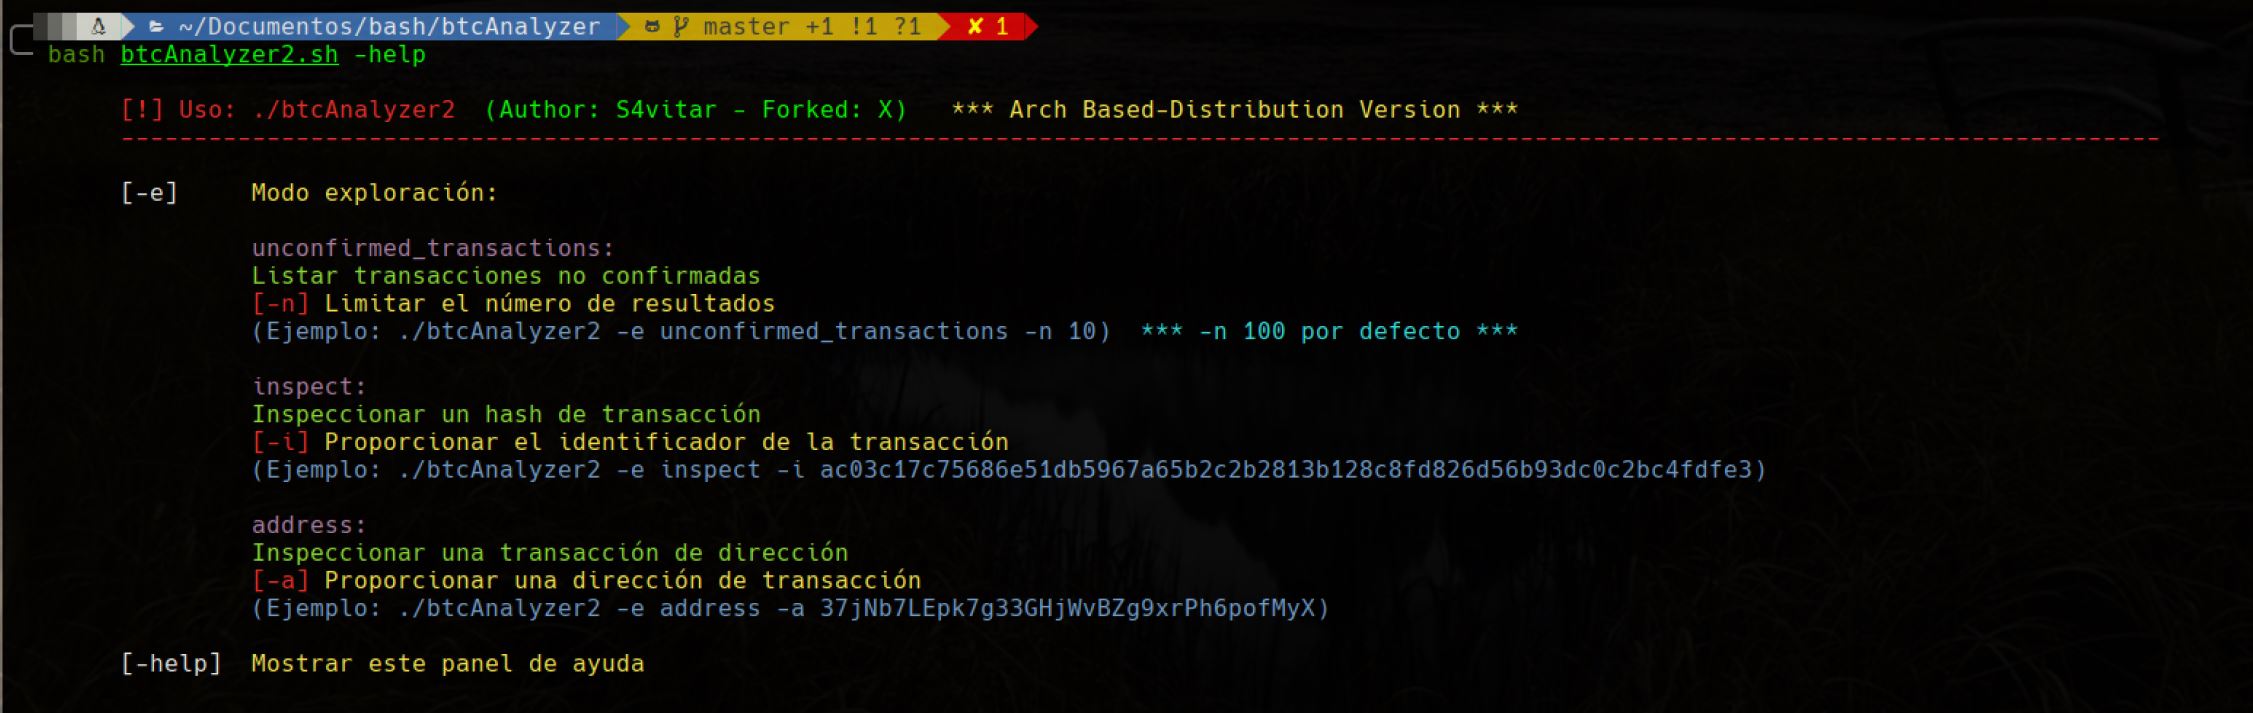 ~/Documentos/bash/btcAnalyzer master +1 !1 ?1 ✘ 1
bash btcAnalyzer2.sh -help
[!] Uso: ./btcAnalyzer2 (Author: S4vitar - Forked: X) *** Arch Based-Distribution Version ***
--------------------------------------------------------------------------------------------------------------------------------------------
[-e] Modo exploración:
unconfirmed_transactions:
Listar transacciones no confirmadas
[-n] Limitar el número de resultados
(Ejemplo: ./btcAnalyzer2 -e unconfirmed_transactions -n 10) *** -n 100 por defecto ***
inspect:
Inspeccionar un hash de transacción
[-i] Proporcionar el identificador de la transacción
(Ejemplo: ./btcAnalyzer2 -e inspect -i ac03c17c75686e51db5967a65b2c2b2813b128c8fd826d56b93dc0c2bc4fdfe3)
address:
Inspeccionar una transacción de dirección
[-a] Proporcionar una dirección de transacción
(Ejemplo: ./btcAnalyzer2 -e address -a 37jNb7LEpk7g33GHjWvBZg9xrPh6pofMyX)
[-help] Mostrar este panel de ayuda